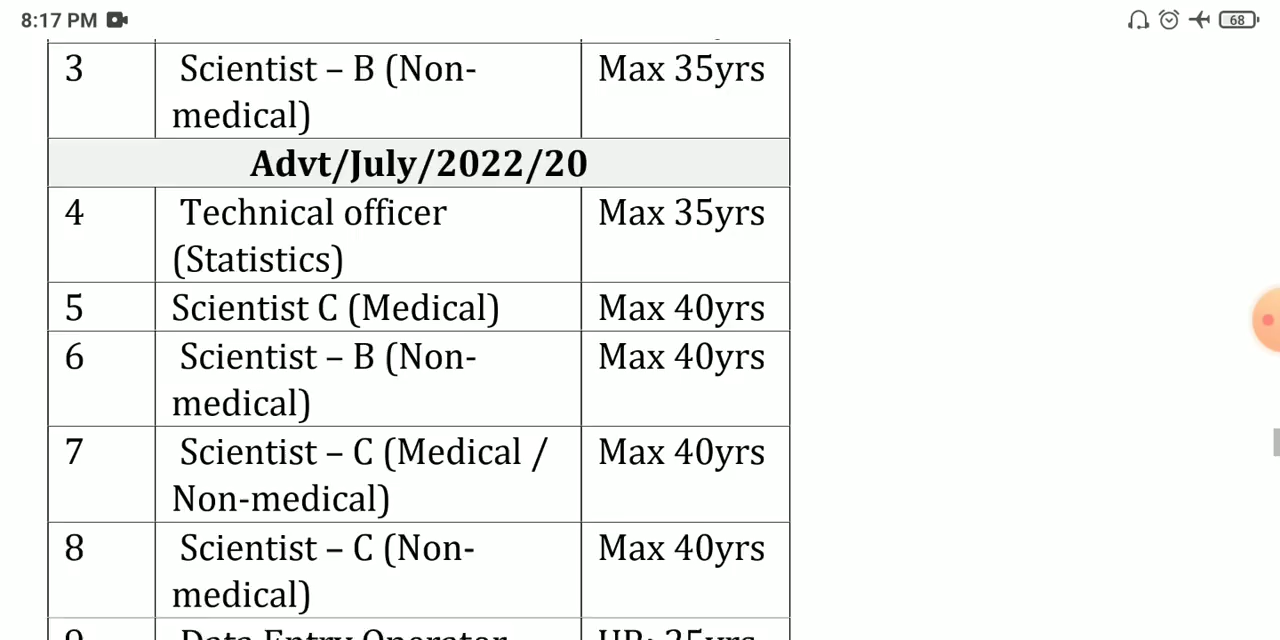 8:17 PM
68
3 Scientist – B (Non- Max 35yrs
medical)
Advt/July/2022/20
4 Technical officer Max 35yrs
(Statistics)
5 Scientist C (Medical) Max 40yrs
6 Scientist – B (Non- Max 40yrs
medical)
7 Scientist – C (Medical / Max 40yrs
Non-medical)
8 Scientist – C (Non- Max 40yrs
medical)
9 Data Entry Operator UR: 25yrs